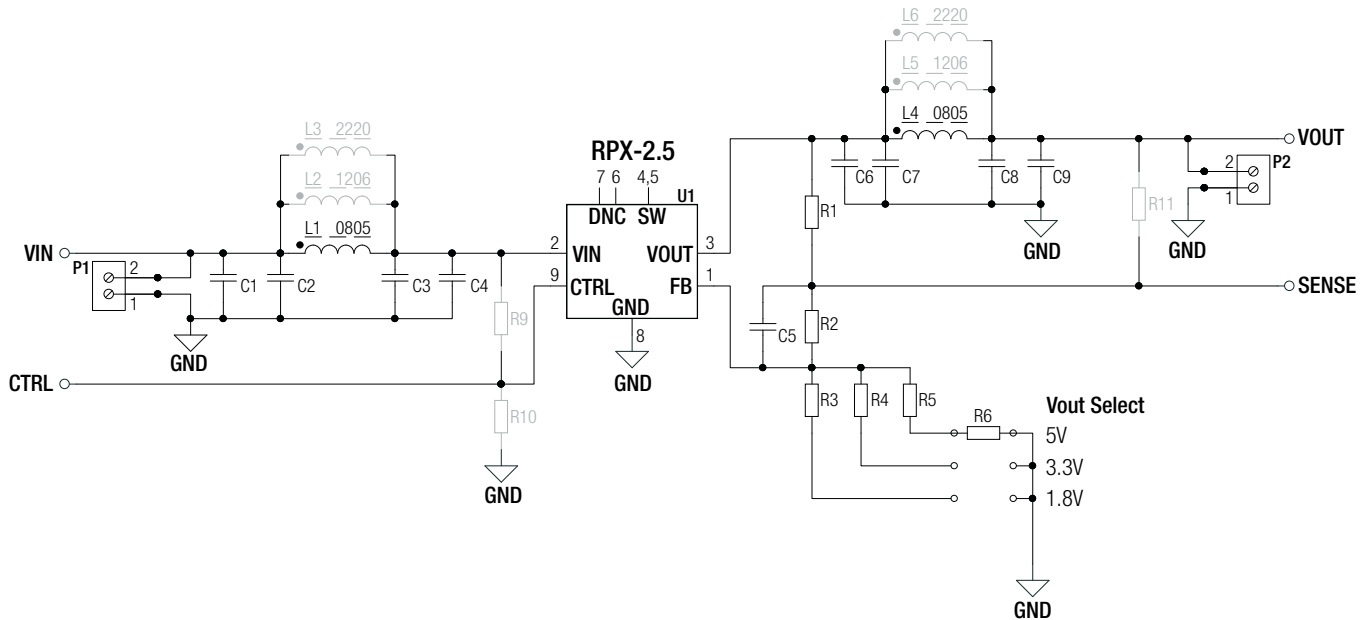 L6 2220
L5 1206
L4 0805
VOUT
L3 2220
RPX-2.5
2
P2
L2 1206
7 6 4,5
C6 C7 C8 C9
1
R11
U1
DNC SW
R1
L1 0805
GND
GND
VIN
2
VIN
VOUT
3
P1
2
9
CTRL
FB
1
SENSE
1
C1 C2 C3 C4
GND
R9
C5
R2
GND
8
CTRL
GND
R10
R3 R4 R5
Vout Select
R6
5V
3.3V
GND
1.8V
GND